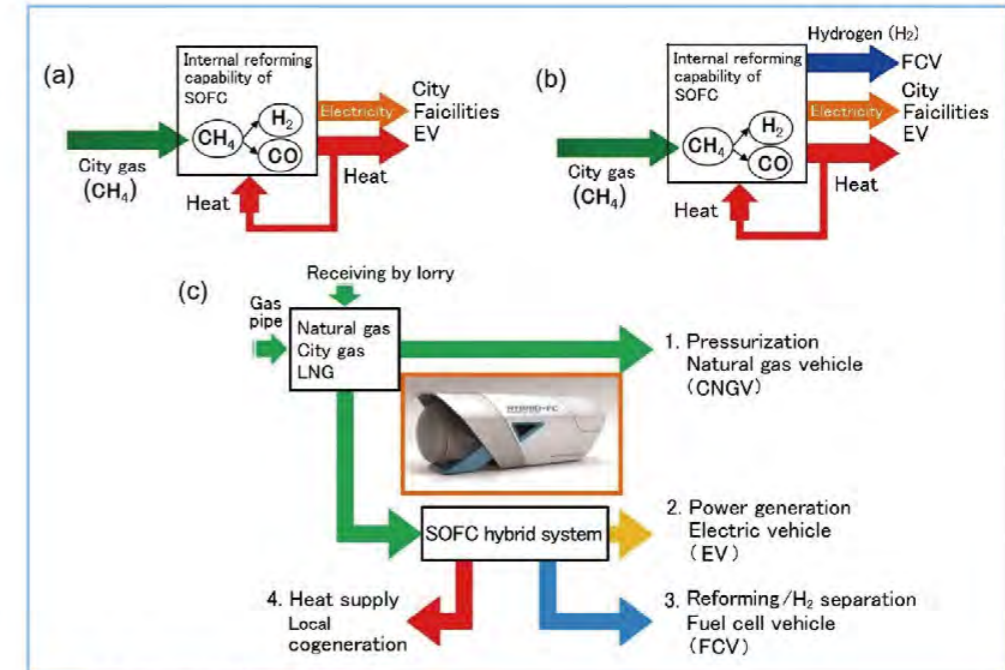 (a)
Internal reforming
capability of
SOFC
CH4
H2
CO
City gas
(CH4)
Electricity
City
Faicilities
EV
Heat
Heat
(b)
Internal reforming
capability of
SOFC
CH4
H2
CO
City gas
(CH4)
Hydrogen (H2)
FCV
Electricity
City
Faicilities
EV
Heat
Heat
(c)
Receiving by lorry
Gas
pipe
Natural gas
City gas
LNG
1. Pressurization
Natural gas vehicle
(CNGV)
SOFC hybrid system
2. Power generation
Electric vehicle
(EV)
4. Heat supply
Local
cogeneration
3. Reforming/H2 separation
Fuel cell vehicle
(FCV)